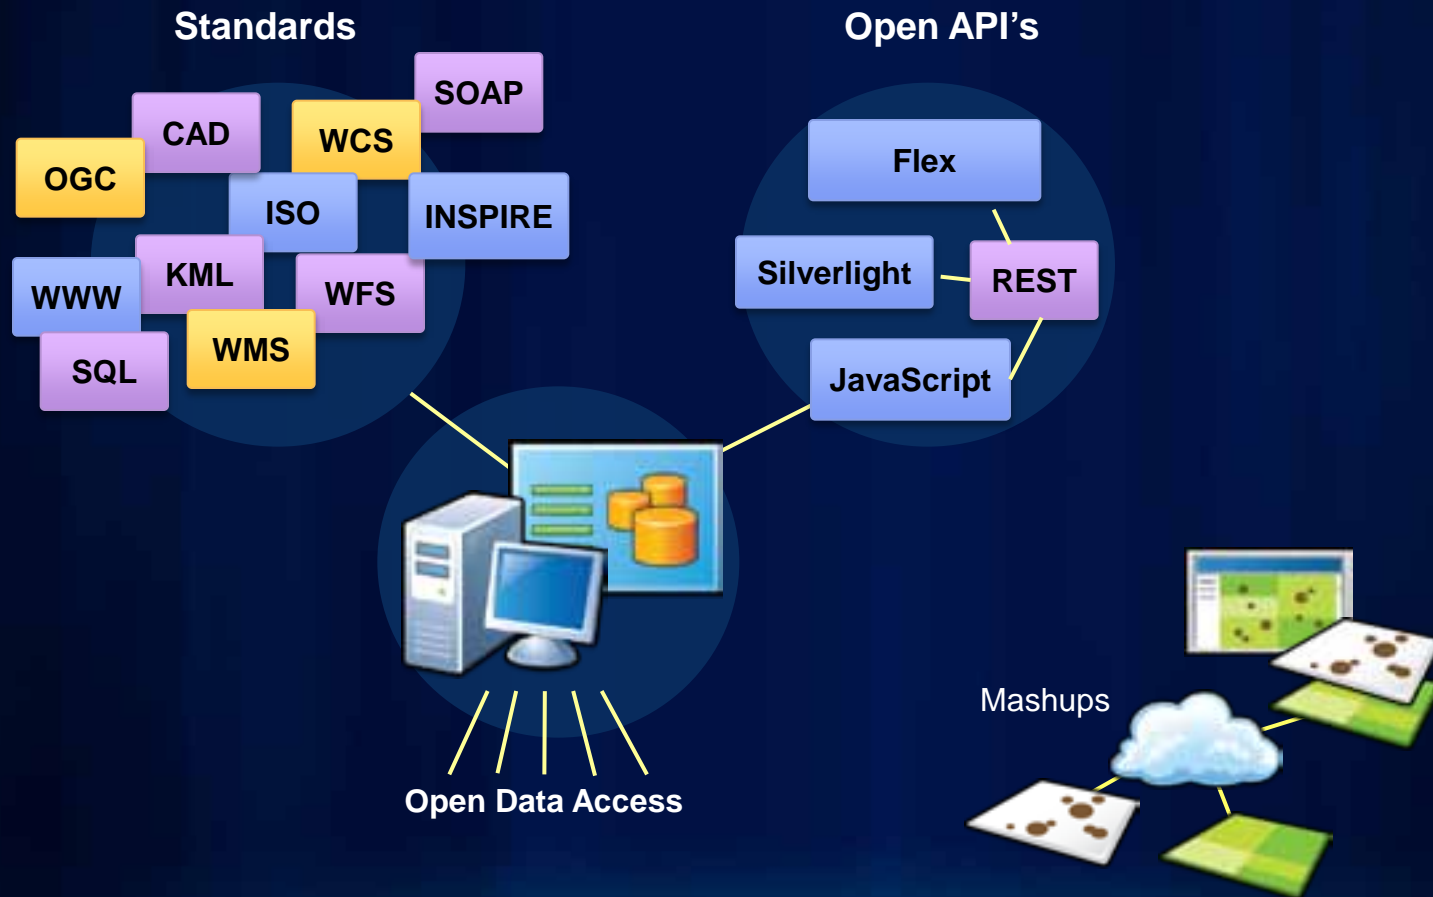 Standards
SOAP
CAD
WCS
OGC
ISO
INSPIRE
KML
WWW
WFS
WMS
SQL
Open API's
Flex
Silverlight
REST
JavaScript
Open Data Access
Mashups